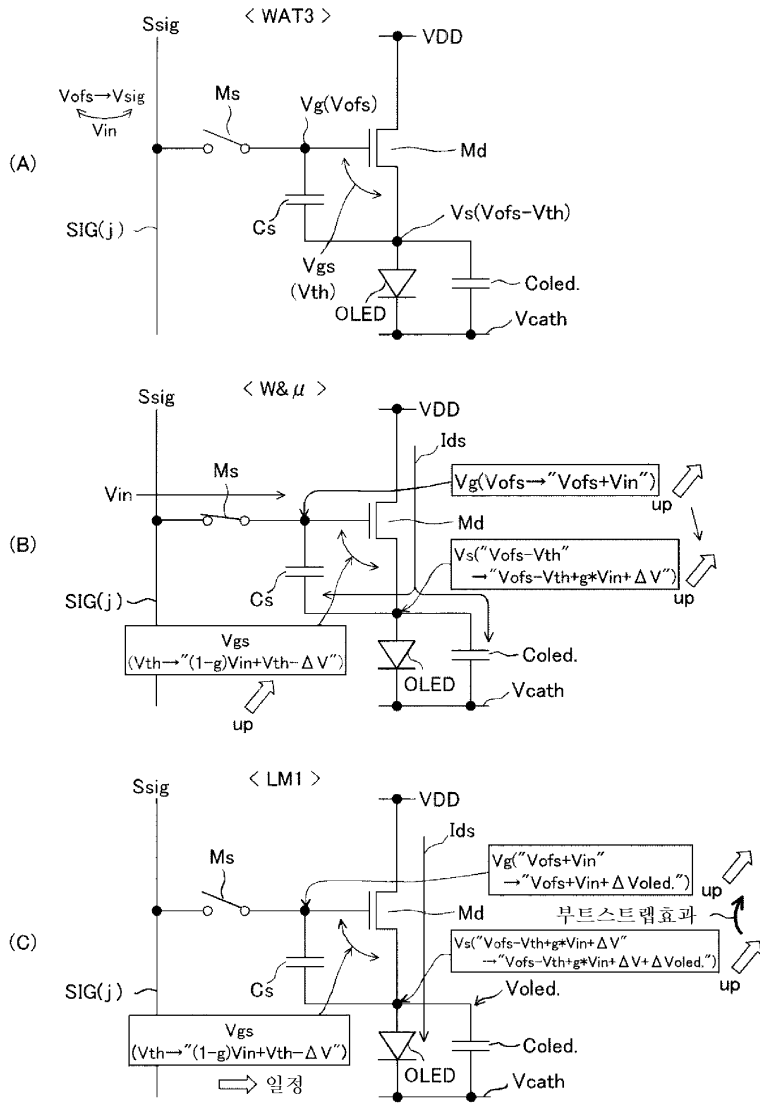 < WAT3 >
Ssig
VDD
Vofs→Vsig
Vin
Ms
Vg(Vofs)
Md
(A)
SIG(j)
Cs
Vgs
(Vth)
Vs(Vofs-Vth)
OLED
Coled.
Vcath
< W&μ >
Ssig
VDD
Ids
Vin
Ms
Vg(Vofs→"Vofs+Vin")
up
Md
(B)
Vs("Vofs-Vth"
→"Vofs-Vth+g*Vin+ΔV")
up
SIG(j)
Cs
Vgs
(Vth→"(1-g)Vin+Vth-ΔV")
up
OLED
Coled.
Vcath
< LM1 >
Ssig
VDD
Ids
Ms
Vg("Vofs+Vin"
→"Vofs+Vin+ΔVoled.")
up
Md
부트스트랩효과
(C)
Vs("Vofs-Vth+g*Vin+ΔV"
→"Vofs-Vth+g*Vin+ΔV+ΔVoled.")
up
SIG(j)
Cs
Voled.
Vgs
(Vth→"(1-g)Vin+Vth-ΔV")
일정
OLED
Coled.
Vcath